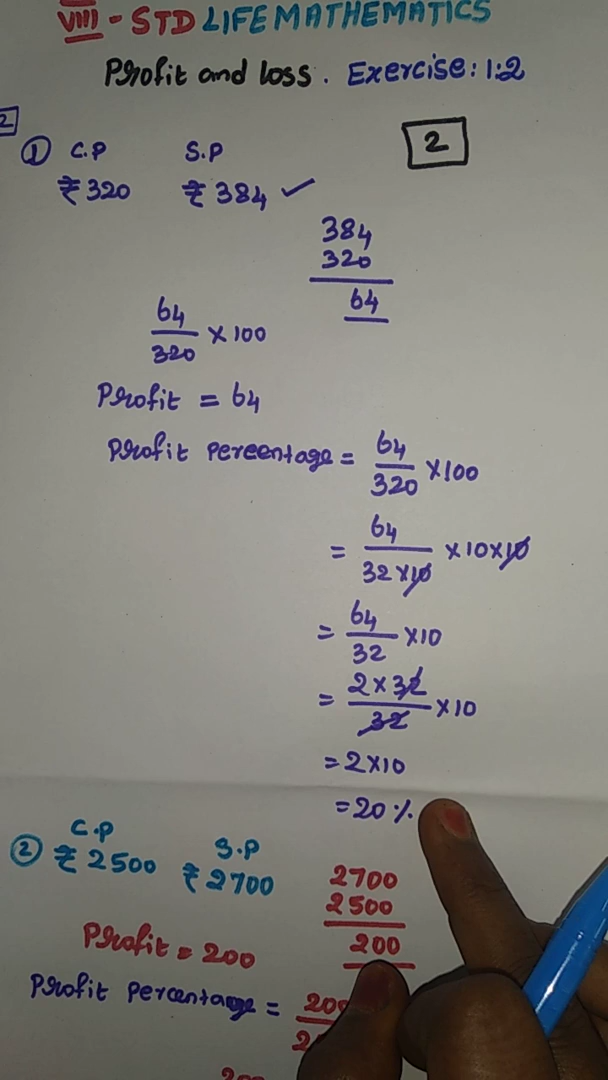 VIII - STD LIFE MATHEMATICS
Profit and loss. Exercise: 1:2
2
2
① C.P S.P
₹320 ₹384 ✓
384
320
64
64/320 × 100
Profit = 64
Profit Percentage = 64/320 ×100
= 64/32×10 ×10×10
= 64/32 ×10
= 2×32/32 ×10
= 2×10
= 20%
② C.P S.P
₹2500 ₹2700
2700
2500
200
Profit = 200
Profit Percentage =